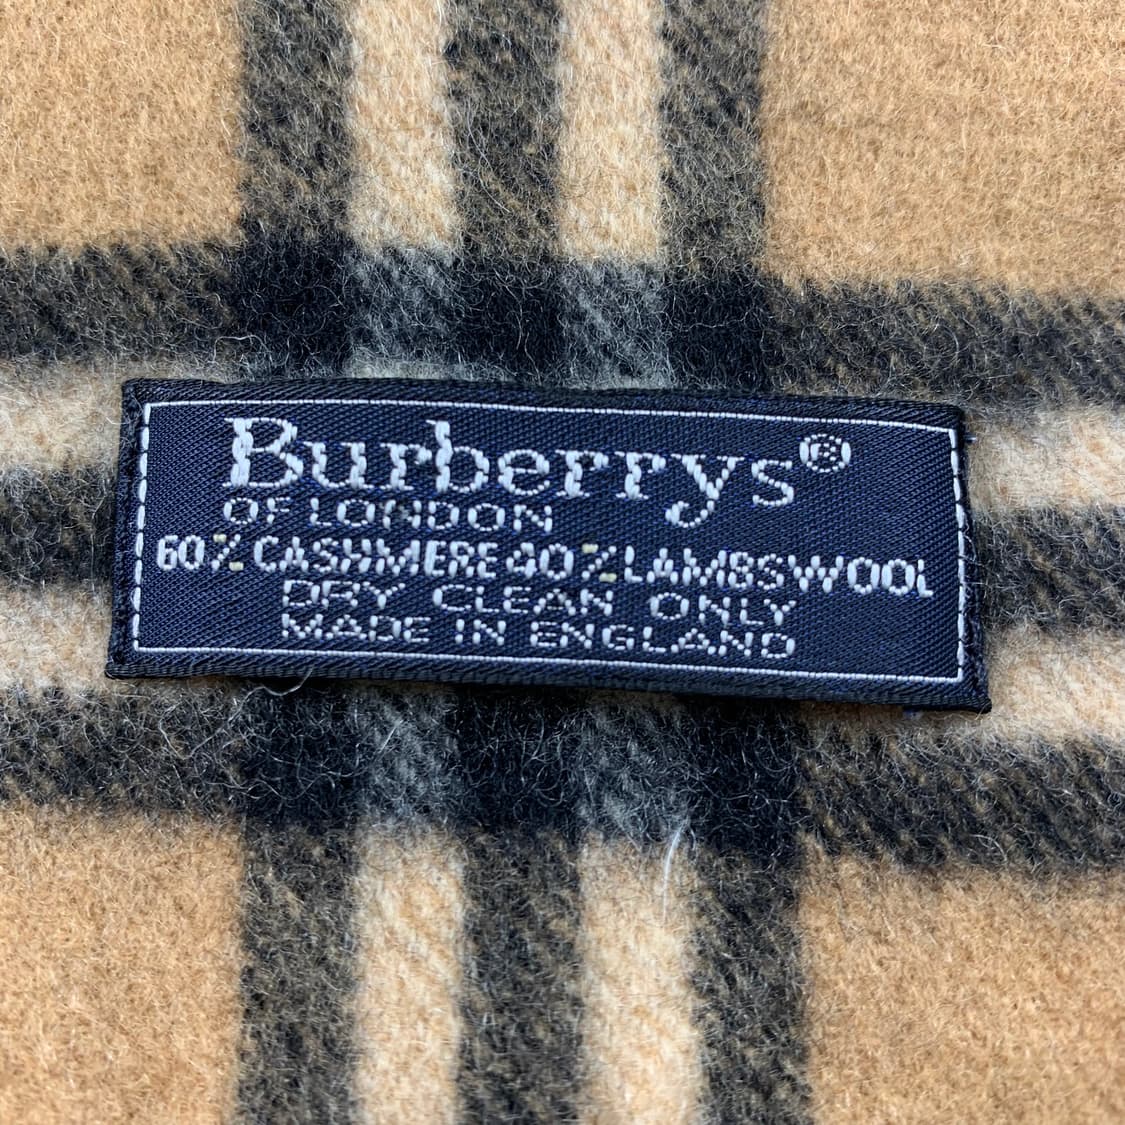 Burberrys®
OF LONDON
60% CASHMERE 40% LAMBSWOOL
DRY CLEAN ONLY
MADE IN ENGLAND